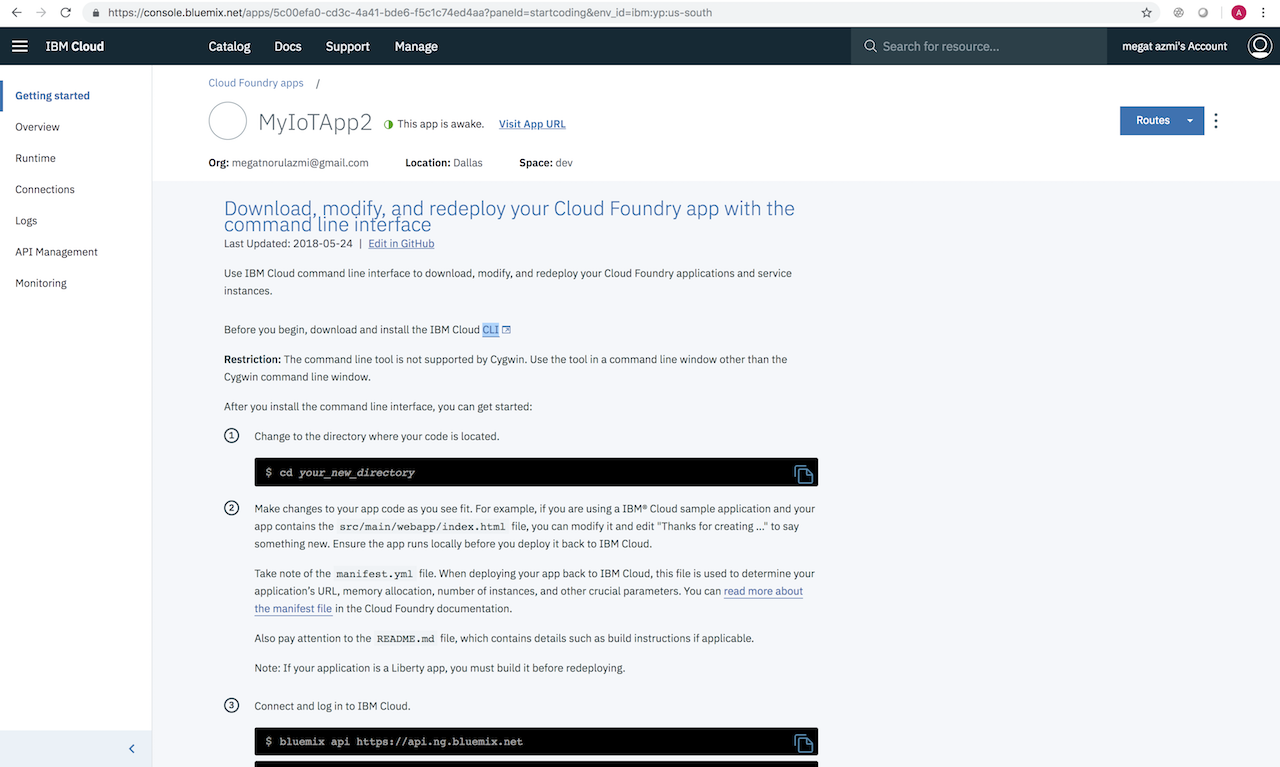 https://console.bluemix.net/apps/5c00efa0-cd3c-4a41-bde6-f5c1c74ed4aa?paneId=startcoding&env_id=ibm:yp:us-south
A
IBM Cloud
Catalog
Docs
Support
Manage
Search for resource...
megat azmi's Account
Getting started
Overview
Runtime
Connections
Logs
API Management
Monitoring
Cloud Foundry apps /
MyIoTApp2
This app is awake.
Visit App URL
Routes
Org: megatnorulazmi@gmail.com
Location: Dallas
Space: dev
Download, modify, and redeploy your Cloud Foundry app with the
command line interface
Last Updated: 2018-05-24 | Edit in GitHub
Use IBM Cloud command line interface to download, modify, and redeploy your Cloud Foundry applications and service
instances.
Before you begin, download and install the IBM Cloud CLI
Restriction: The command line tool is not supported by Cygwin. Use the tool in a command line window other than the
Cygwin command line window.
After you install the command line interface, you can get started:
1 Change to the directory where your code is located.
$ cd your_new_directory
2 Make changes to your app code as you see fit. For example, if you are using a IBM® Cloud sample application and your
app contains the src/main/webapp/index.html file, you can modify it and edit "Thanks for creating ..." to say
something new. Ensure the app runs locally before you deploy it back to IBM Cloud.
Take note of the manifest.yml file. When deploying your app back to IBM Cloud, this file is used to determine your
application's URL, memory allocation, number of instances, and other crucial parameters. You can read more about
the manifest file in the Cloud Foundry documentation.
Also pay attention to the README.md file, which contains details such as build instructions if applicable.
Note: If your application is a Liberty app, you must build it before redeploying.
3 Connect and log in to IBM Cloud.
$ bluemix api https://api.ng.bluemix.net